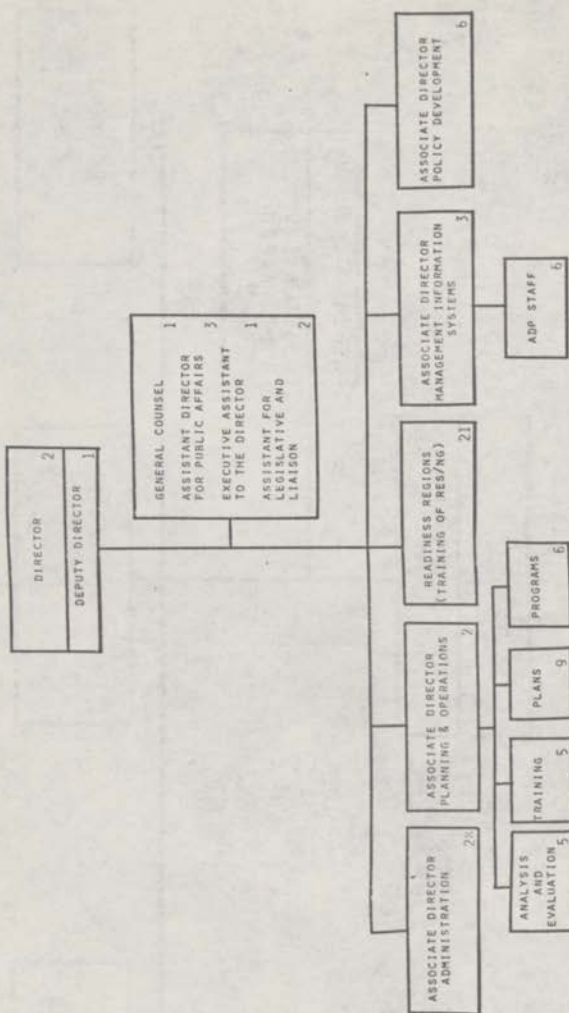 DIRECTOR
2
DEPUTY DIRECTOR
1
GENERAL COUNSEL 1
ASSISTANT DIRECTOR
FOR PUBLIC AFFAIRS 3
EXECUTIVE ASSISTANT
TO THE DIRECTOR 1
ASSISTANT FOR
LEGISLATIVE AND
LIAISON 2
ASSOCIATE DIRECTOR
ADMINISTRATION
ASSOCIATE DIRECTOR
PLANNING & OPERATIONS
2
READINESS REGIONS
(TRAINING OF RES/NG)
21
ASSOCIATE DIRECTOR
MANAGEMENT INFORMATION
SYSTEMS
3
ASSOCIATE DIRECTOR
POLICY DEVELOPMENT
6
ANALYSIS
AND
EVALUATION
5
TRAINING
5
PLANS
9
PROGRAMS
6
ADP STAFF
6